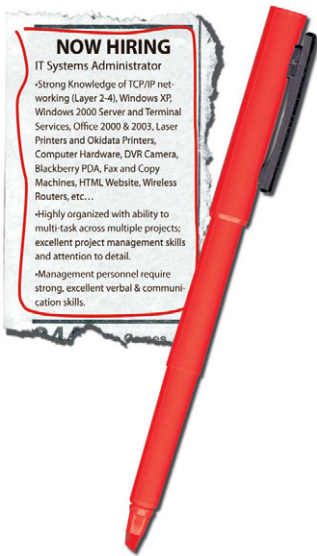 NOW HIRING
IT Systems Administrator
•Strong Knowledge of TCP/IP net-
working (Layer 2-4), Windows XP,
Windows 2000 Server and Terminal
Services, Office 2000 & 2003, Laser
Printers and Okidata Printers,
Computer Hardware, DVR Camera,
Blackberry PDA, Fax and Copy
Machines, HTML Website, Wireless
Routers, etc…
•Highly organized with ability to
multi-task across multiple projects;
excellent project management skills
and attention to detail.
•Management personnel require
strong, excellent verbal & communi-
cation skills.